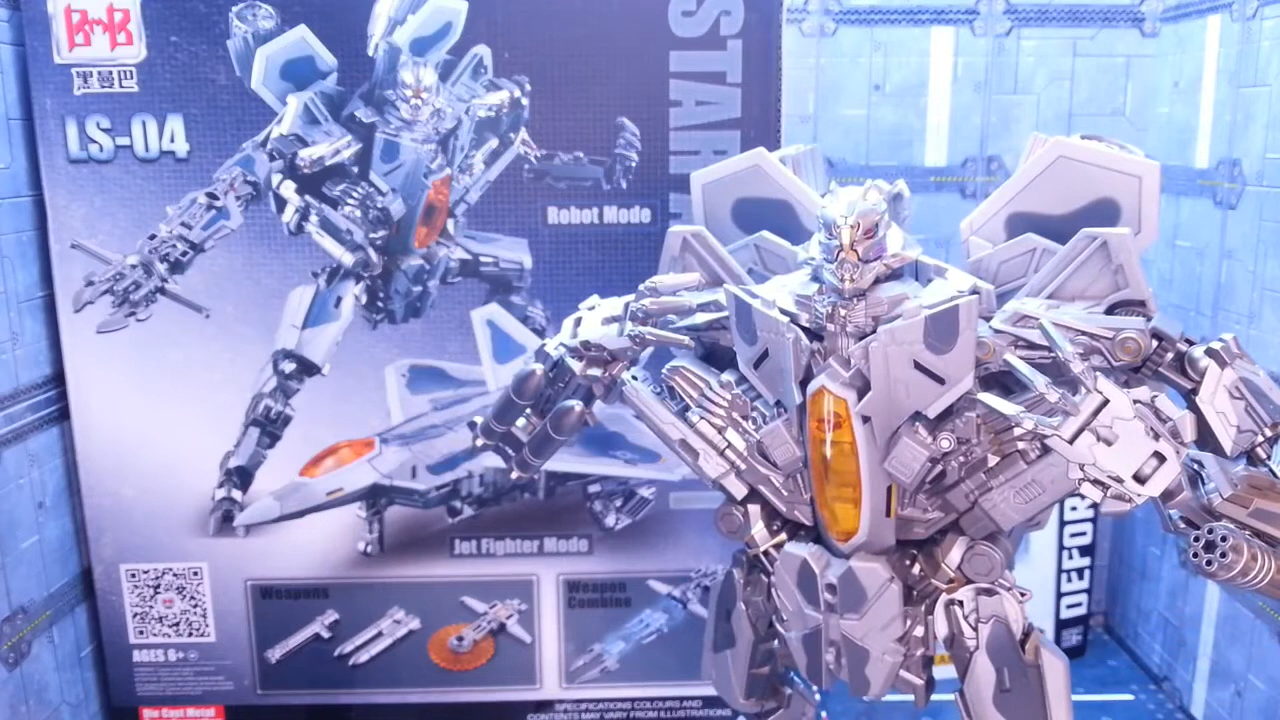 BMB
黑曼巴
LS-04
STAR
Robot Mode
Jet Fighter Mode
Weapons
Weapon
Combine
AGES 6+
Die Cast Metal
SPECIFICATIONS COLOURS AND
CONTENTS MAY VARY FROM ILLUSTRATIONS
DEFOR